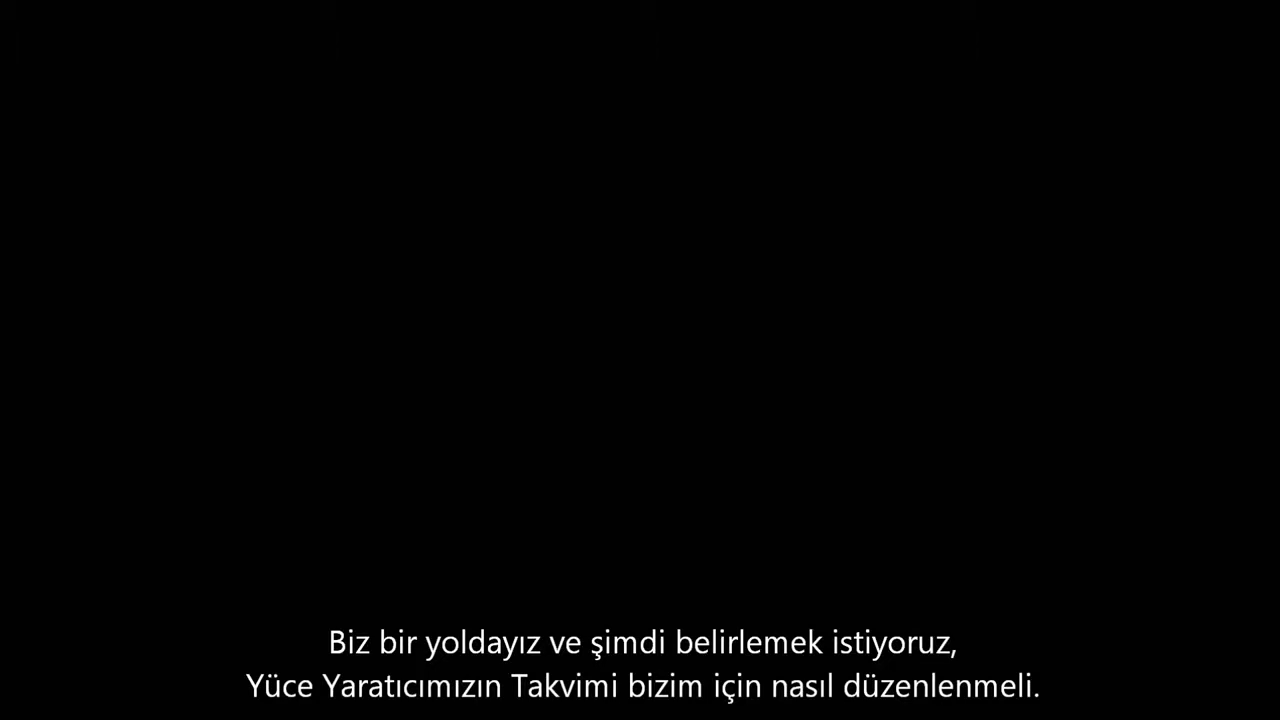 Biz bir yoldayız ve şimdi belirlemek istiyoruz,
Yüce Yaratıcımızın Takvimi bizim için nasıl düzenlenmeli.